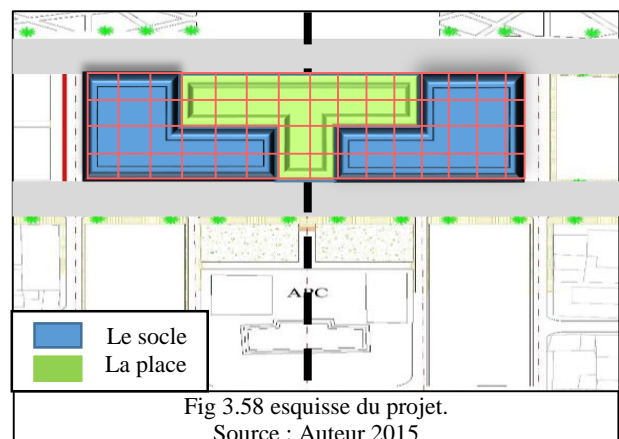 APC
Le socle
La place
Fig 3.58 esquisse du projet.
Source : Auteur 2015